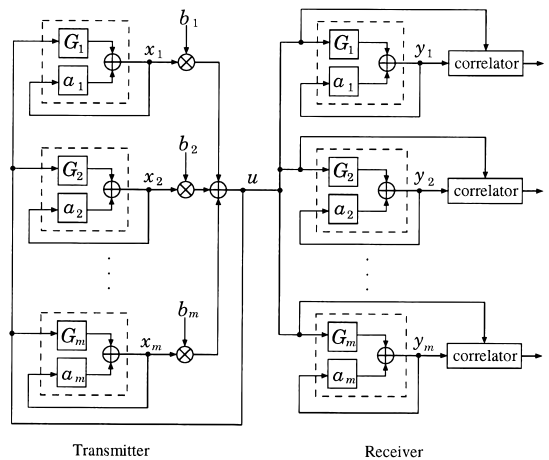 b1
G1
x1
a1
b2
G2
x2
a2
u
.
.
.
bm
Gm
xm
am
Transmitter
G1
y1
a1
correlator
G2
y2
a2
correlator
.
.
.
Gm
ym
am
correlator
Receiver